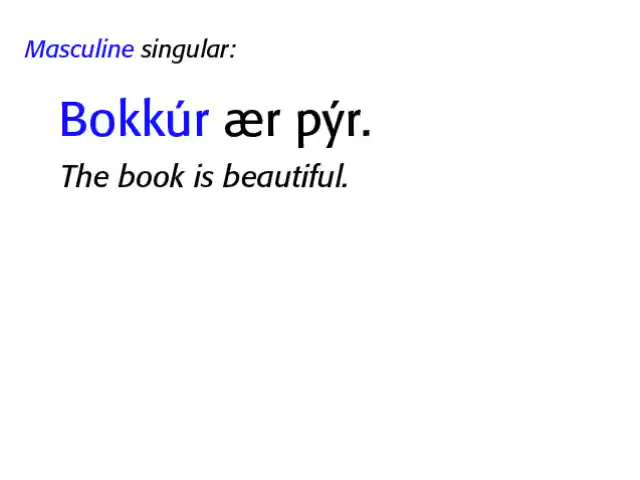 Masculine singular:
Bokkúr ær pýr.
The book is beautiful.